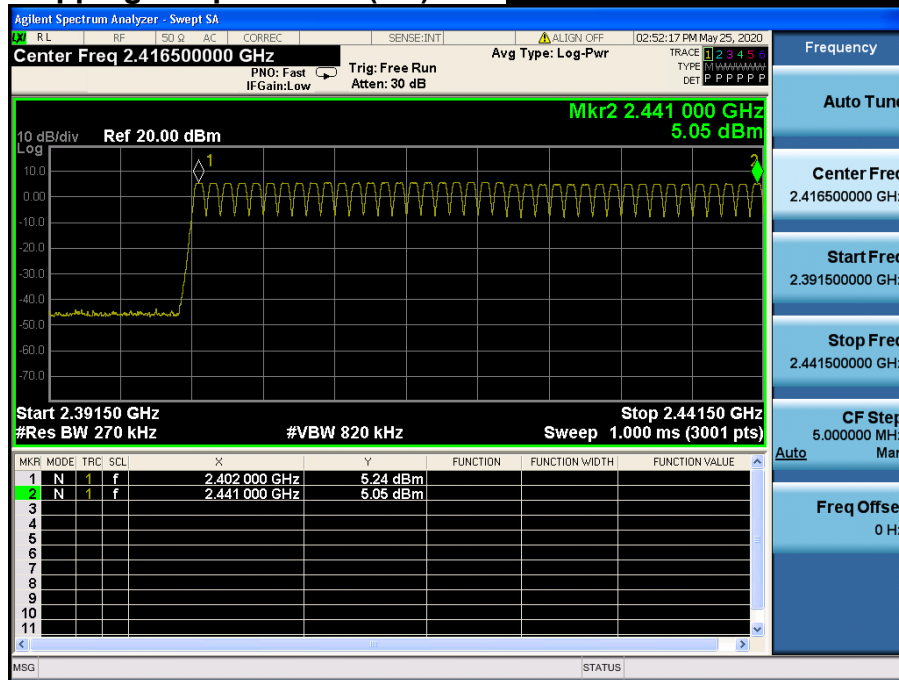 Agilent Spectrum Analyzer - Swept SA
LXI RL RF 50 Ω AC CORREC SENSE:INT ALIGN OFF 02:52:17 PM May 25, 2020
Center Freq 2.416500000 GHz Avg Type: Log-Pwr TRACE 1 2 3 4 5 6
PNO: Fast Trig: Free Run TYPE M W W W W W
IFGain:Low Atten: 30 dB DET P P P P P P
Frequency
Auto Tune
Mkr2 2.441 000 GHz
5.05 dBm
10 dB/div Ref 20.00 dBm
Log
1
2
10.0
0.00
-10.0
-20.0
-30.0
-40.0
-50.0
-60.0
-70.0
Center Freq
2.416500000 GHz
Start Freq
2.391500000 GHz
Stop Freq
2.441500000 GHz
CF Step
5.000000 MHz
Auto Man
Freq Offset
0 Hz
Start 2.39150 GHz Stop 2.44150 GHz
#Res BW 270 kHz #VBW 820 kHz Sweep 1.000 ms (3001 pts)
MKR MODE TRC SCL X Y FUNCTION FUNCTION WIDTH FUNCTION VALUE
1 N 1 f 2.402 000 GHz 5.24 dBm
2 N 1 f 2.441 000 GHz 5.05 dBm
3
4
5
6
7
8
9
10
11
MSG STATUS